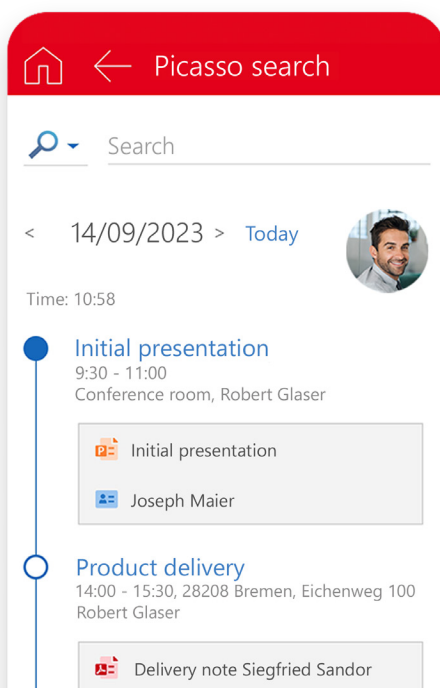 Picasso search
Search
< 14/09/2023 > Today
Time: 10:58
Initial presentation
9:30 - 11:00
Conference room, Robert Glaser
Initial presentation
Joseph Maier
Product delivery
14:00 - 15:30, 28208 Bremen, Eichenweg 100
Robert Glaser
Delivery note Siegfried Sandor